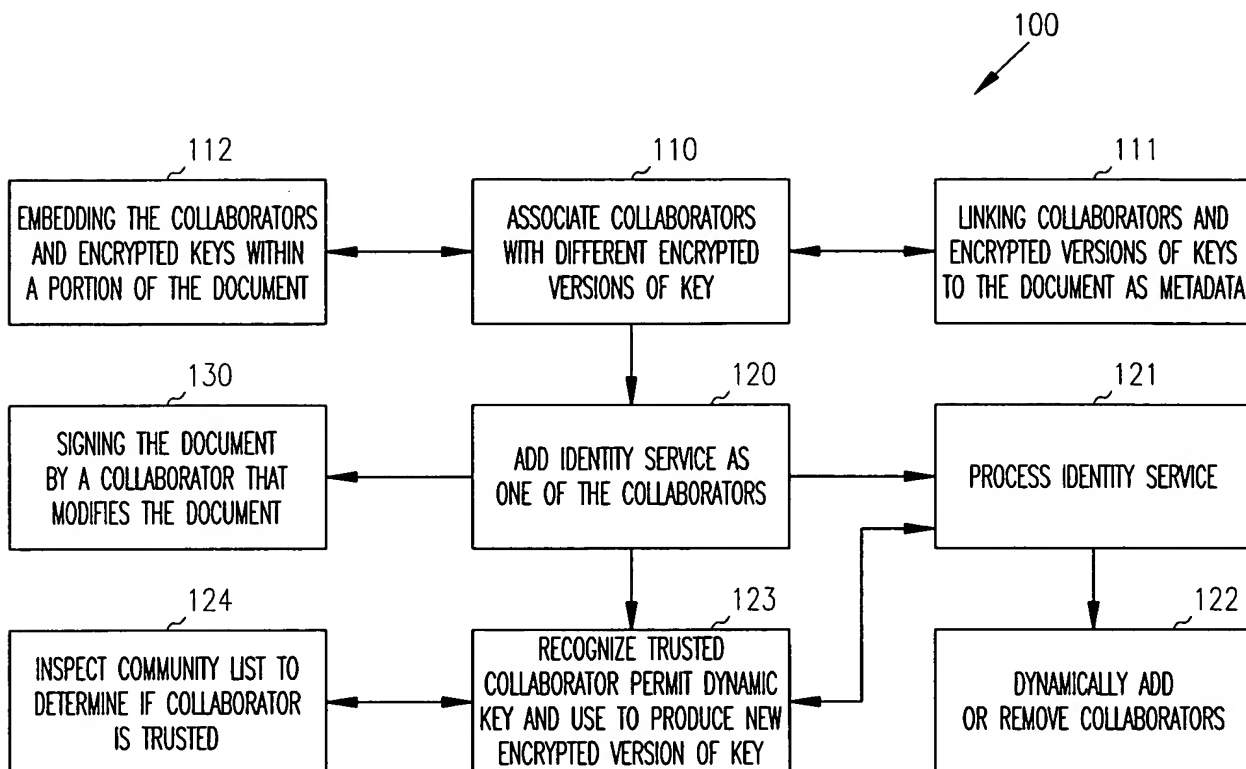 100
112
EMBEDDING THE COLLABORATORS
AND ENCRYPTED KEYS WITHIN
A PORTION OF THE DOCUMENT
110
ASSOCIATE COLLABORATORS
WITH DIFFERENT ENCRYPTED
VERSIONS OF KEY
111
LINKING COLLABORATORS AND
ENCRYPTED VERSIONS OF KEYS
TO THE DOCUMENT AS METADATA
130
SIGNING THE DOCUMENT
BY A COLLABORATOR THAT
MODIFIES THE DOCUMENT
120
ADD IDENTITY SERVICE AS
ONE OF THE COLLABORATORS
121
PROCESS IDENTITY SERVICE
124
INSPECT COMMUNITY LIST TO
DETERMINE IF COLLABORATOR
IS TRUSTED
123
RECOGNIZE TRUSTED
COLLABORATOR PERMIT DYNAMIC
KEY AND USE TO PRODUCE NEW
ENCRYPTED VERSION OF KEY
122
DYNAMICALLY ADD
OR REMOVE COLLABORATORS